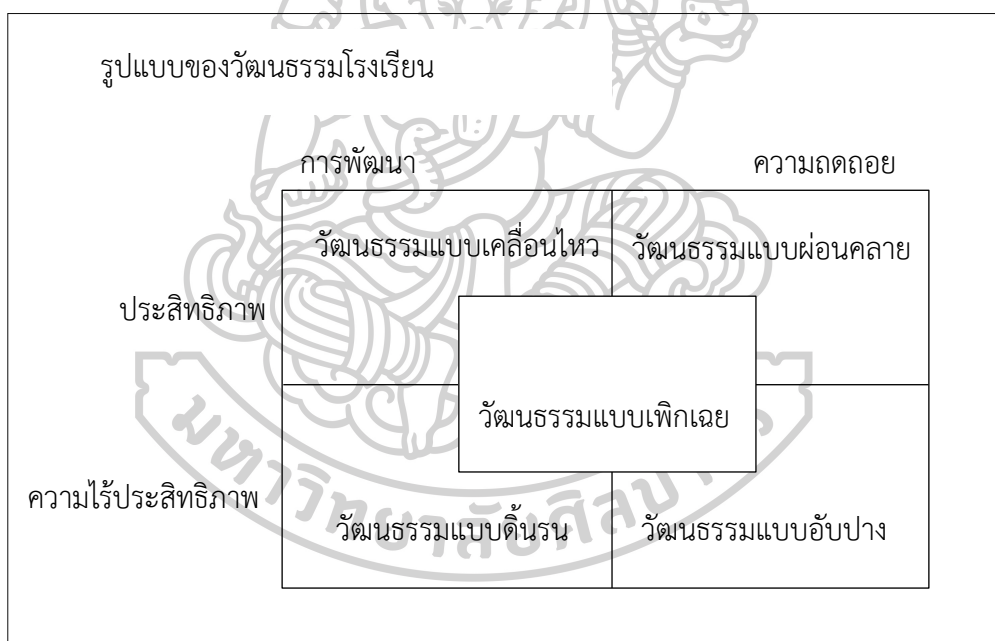 รูปแบบของวัฒนธรรมโรงเรียน
การพัฒนา ความถดถอย
วัฒนธรรมแบบเคลื่อนไหว วัฒนธรรมแบบผ่อนคลาย
ประสิทธิภาพ
วัฒนธรรมแบบเพิกเฉย
ความไร้ประสิทธิภาพ
วัฒนธรรมแบบดิ้นรน วัฒนธรรมแบบอับปาง